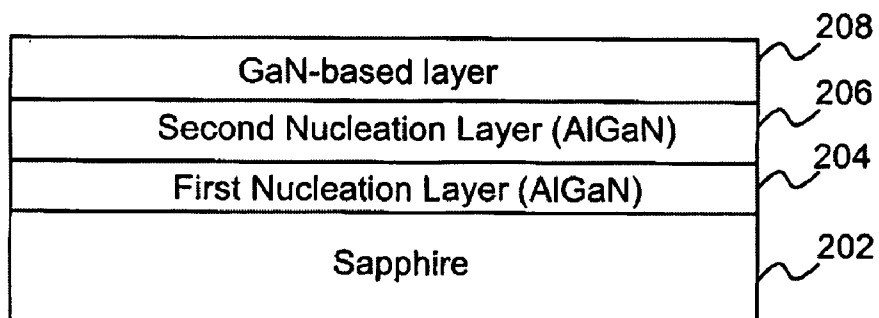 208
GaN-based layer
206
Second Nucleation Layer (AlGaN)
204
First Nucleation Layer (AlGaN)
202
Sapphire